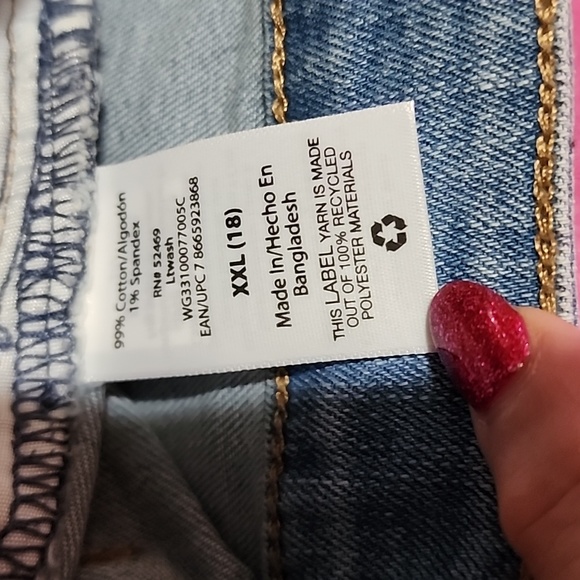 99% Cotton/Algodón
1% Spandex
RN# 52469
Ltwash
WG33100077005C
EAN/UPC 7 8665923868
XXL (18)
Made In/Hecho En
Bangladesh
THIS LABEL YARN IS MADE
OUT OF 100% RECYCLED
POLYESTER MATERIALS